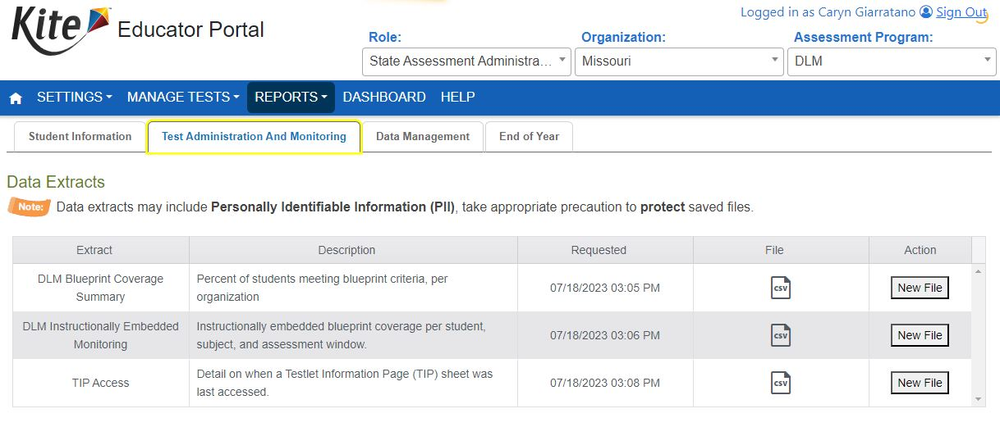 Kite™ Educator Portal
Logged in as Caryn Giarratano Sign Out
Role: Organization: Assessment Program:
State Assessment Administra... Missouri DLM
SETTINGS MANAGE TESTS REPORTS DASHBOARD HELP
Student Information Test Administration And Monitoring Data Management End of Year
Data Extracts
Note: Data extracts may include Personally Identifiable Information (PII), take appropriate precaution to protect saved files.
Extract Description Requested File Action
DLM Blueprint Coverage Summary Percent of students meeting blueprint criteria, per organization 07/18/2023 03:05 PM CSV New File
DLM Instructionally Embedded Monitoring Instructionally embedded blueprint coverage per student, subject, and assessment window. 07/18/2023 03:06 PM CSV New File
TIP Access Detail on when a Testlet Information Page (TIP) sheet was last accessed. 07/18/2023 03:08 PM CSV New File